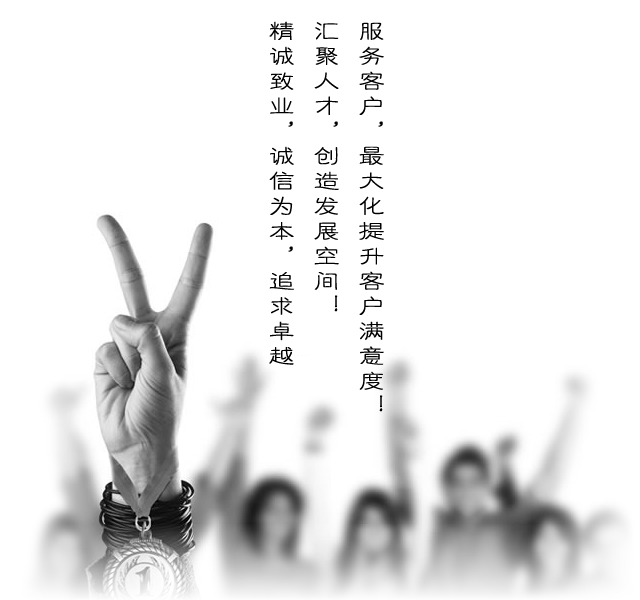 服务客户，最大化提升客户满意度！
汇聚人才，创造发展空间！
精诚致业，诚信为本，追求卓越
1